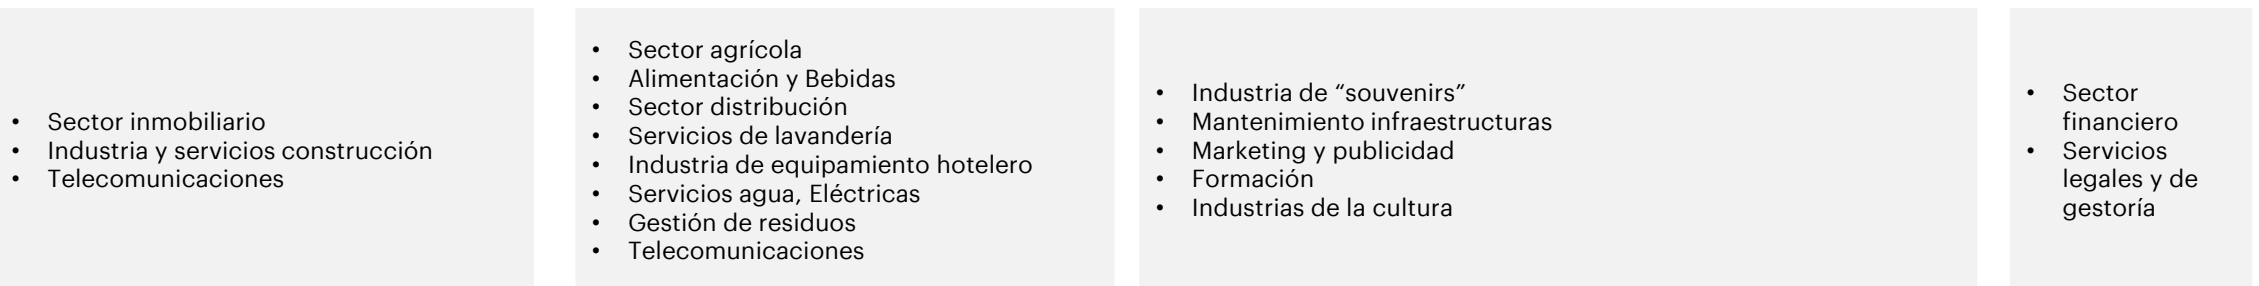 • Sector inmobiliario
• Industria y servicios construcción
• Telecomunicaciones
• Sector agrícola
• Alimentación y Bebidas
• Sector distribución
• Servicios de lavandería
• Industria de equipamiento hotelero
• Servicios agua, Eléctricas
• Gestión de residuos
• Telecomunicaciones
• Industria de “souvenirs”
• Mantenimiento infraestructuras
• Marketing y publicidad
• Formación
• Industrias de la cultura
• Sector
financiero
• Servicios
legales y de
gestoría